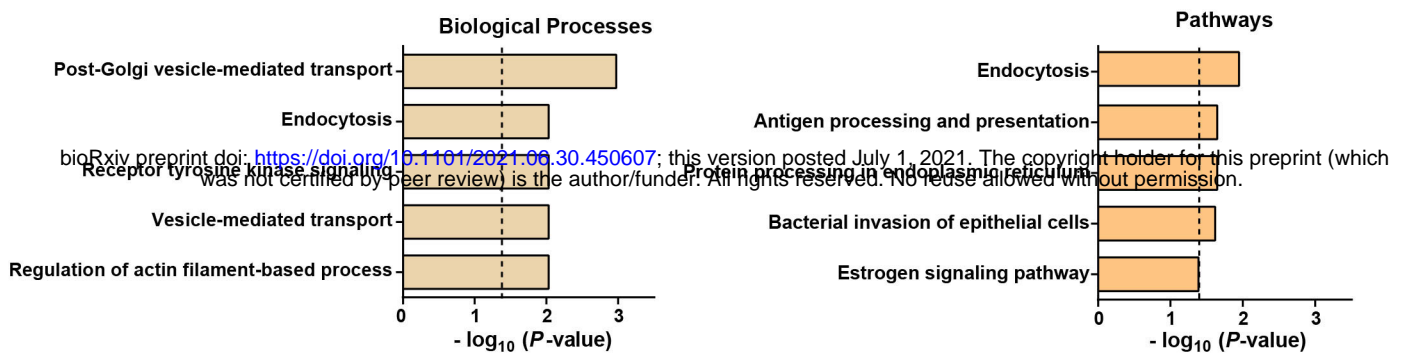 Biological Processes
Post-Golgi vesicle-mediated transport
Endocytosis
Receptor tyrosine kinase signaling
Vesicle-mediated transport
Regulation of actin filament-based process
0 1 2 3
- log10 (P-value)
Pathways
Endocytosis
Antigen processing and presentation
Protein processing in endoplasmic reticulum
Bacterial invasion of epithelial cells
Estrogen signaling pathway
0 1 2 3
- log10 (P-value)
bioRxiv preprint doi: https://doi.org/10.1101/2021.06.30.450607; this version posted July 1, 2021. The copyright holder for this preprint (which
was not certified by peer review) is the author/funder. All rights reserved. No reuse allowed without permission.